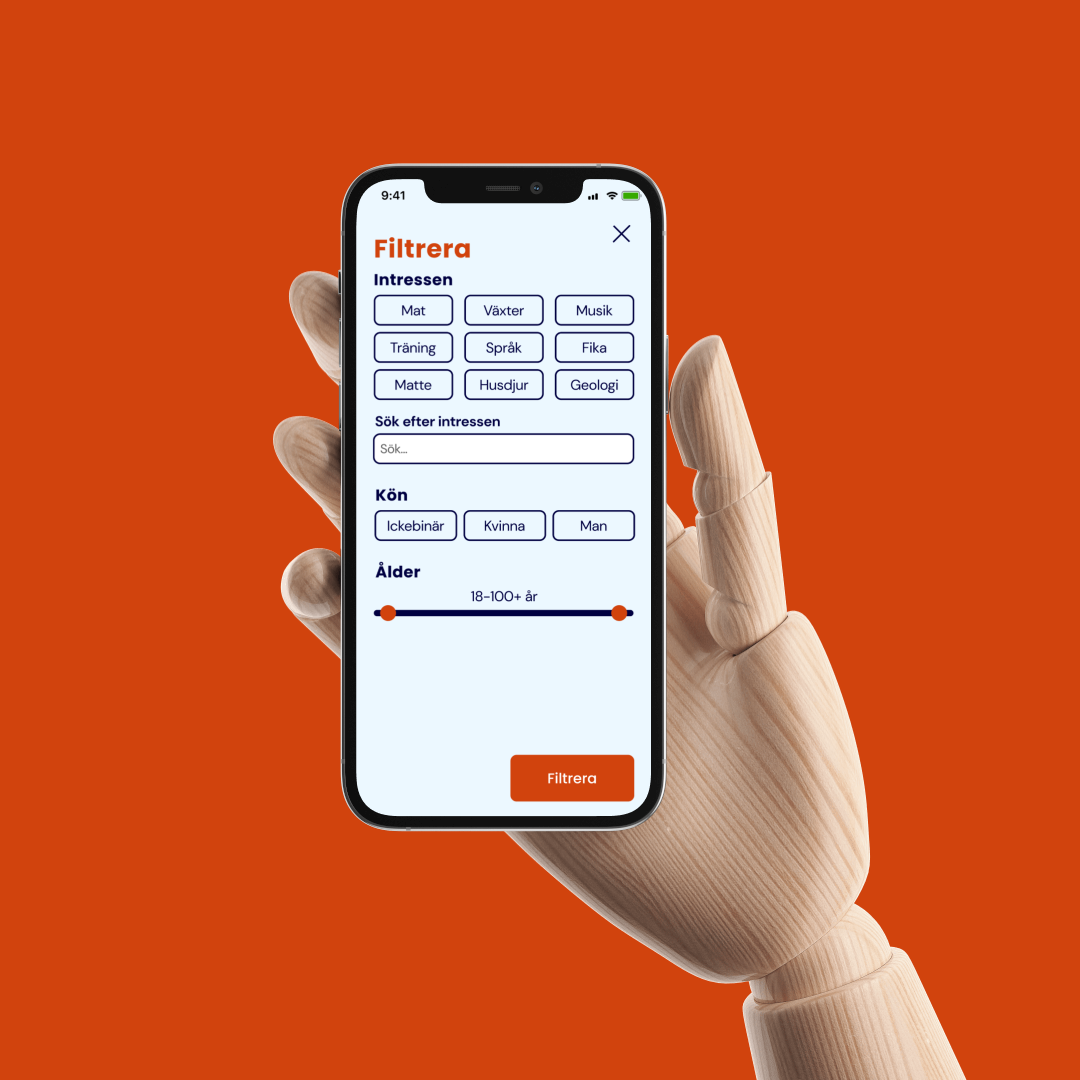 9:41
Filtrera
Intressen
Mat Växter Musik
Träning Språk Fika
Matte Husdjur Geologi
Sök efter intressen
Sök...
Kön
Ickebinär Kvinna Man
Ålder
18-100+ år
Filtrera